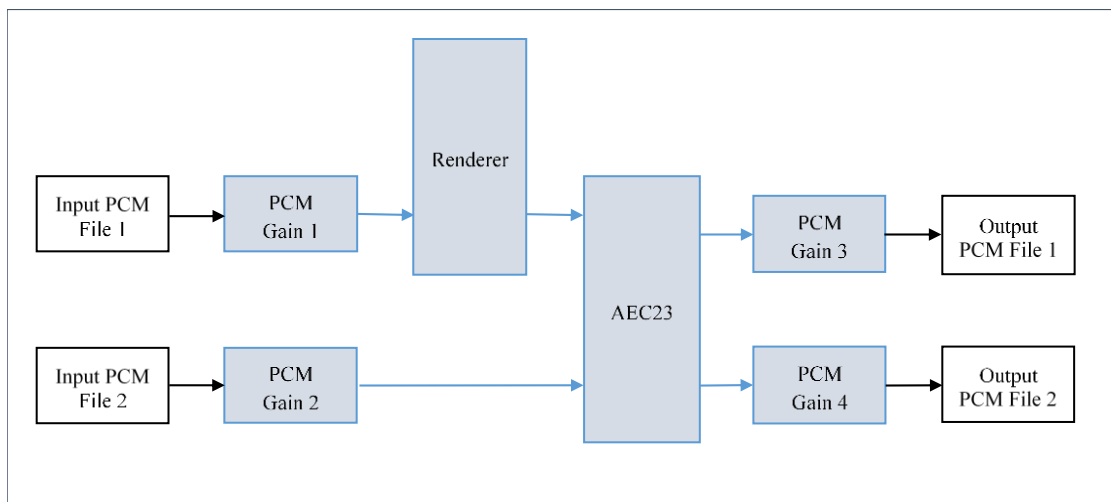 Renderer
Input PCM
File 1
PCM
Gain 1
PCM
Gain 3
Output
PCM File 1
AEC23
Input PCM
File 2
PCM
Gain 2
PCM
Gain 4
Output
PCM File 2